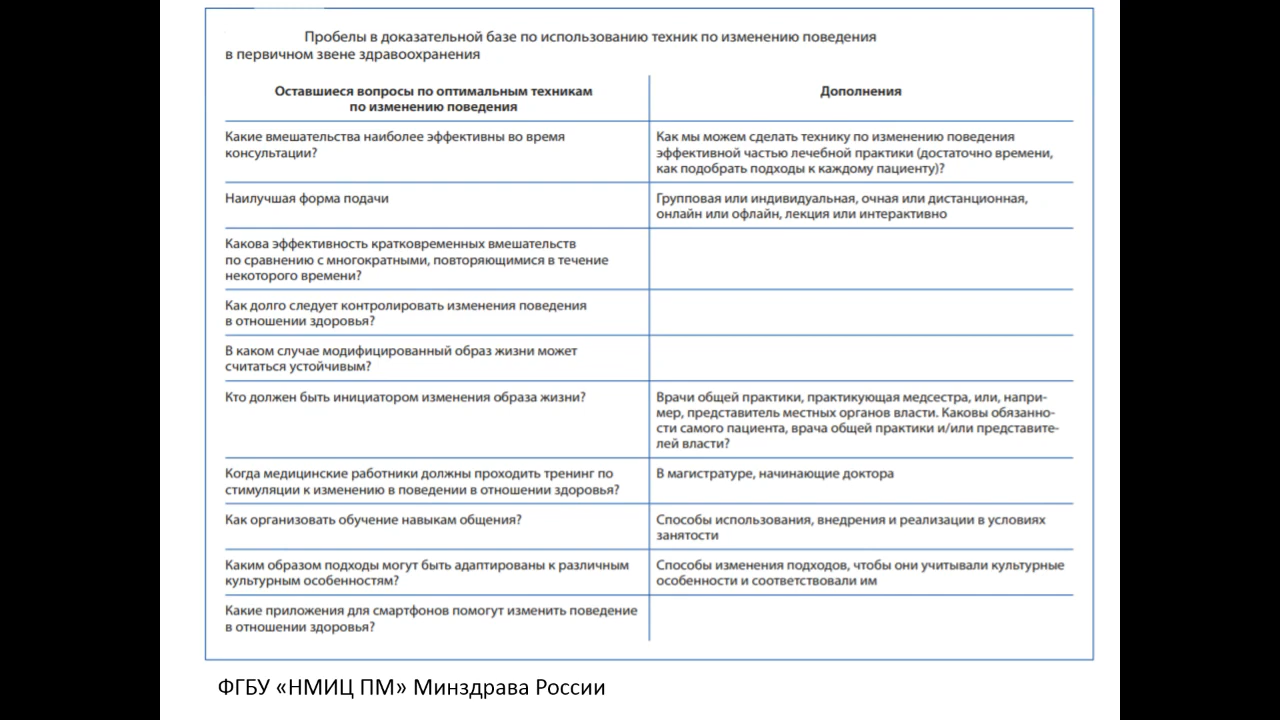 Пробелы в доказательной базе по использованию техник по изменению поведения
в первичном звене здравоохранения
Оставшиеся вопросы по оптимальным техникам
по изменению поведения
Дополнения
Какие вмешательства наиболее эффективны во время
консультации?
Как мы можем сделать технику по изменению поведения
эффективной частью лечебной практики (достаточно времени,
как подобрать подходы к каждому пациенту)?
Наилучшая форма подачи
Групповая или индивидуальная, очная или дистанционная,
онлайн или офлайн, лекция или интерактивно
Какова эффективность кратковременных вмешательств
по сравнению с многократными, повторяющимися в течение
некоторого времени?
Как долго следует контролировать изменения поведения
в отношении здоровья?
В каком случае модифицированный образ жизни может
считаться устойчивым?
Кто должен быть инициатором изменения образа жизни?
Врачи общей практики, практикующая медсестра, или, напри-
мер, представитель местных органов власти. Каковы обязанно-
сти самого пациента, врача общей практики и/или представите-
лей власти?
Когда медицинские работники должны проходить тренинг по
стимуляции к изменению в поведении в отношении здоровья?
В магистратуре, начинающие доктора
Как организовать обучение навыкам общения?
Способы использования, внедрения и реализации в условиях
занятости
Каким образом подходы могут быть адаптированы к различным
культурным особенностям?
Способы изменения подходов, чтобы они учитывали культурные
особенности и соответствовали им
Какие приложения для смартфонов помогут изменить поведение
в отношении здоровья?
ФГБУ «НМИЦ ПМ» Минздрава России